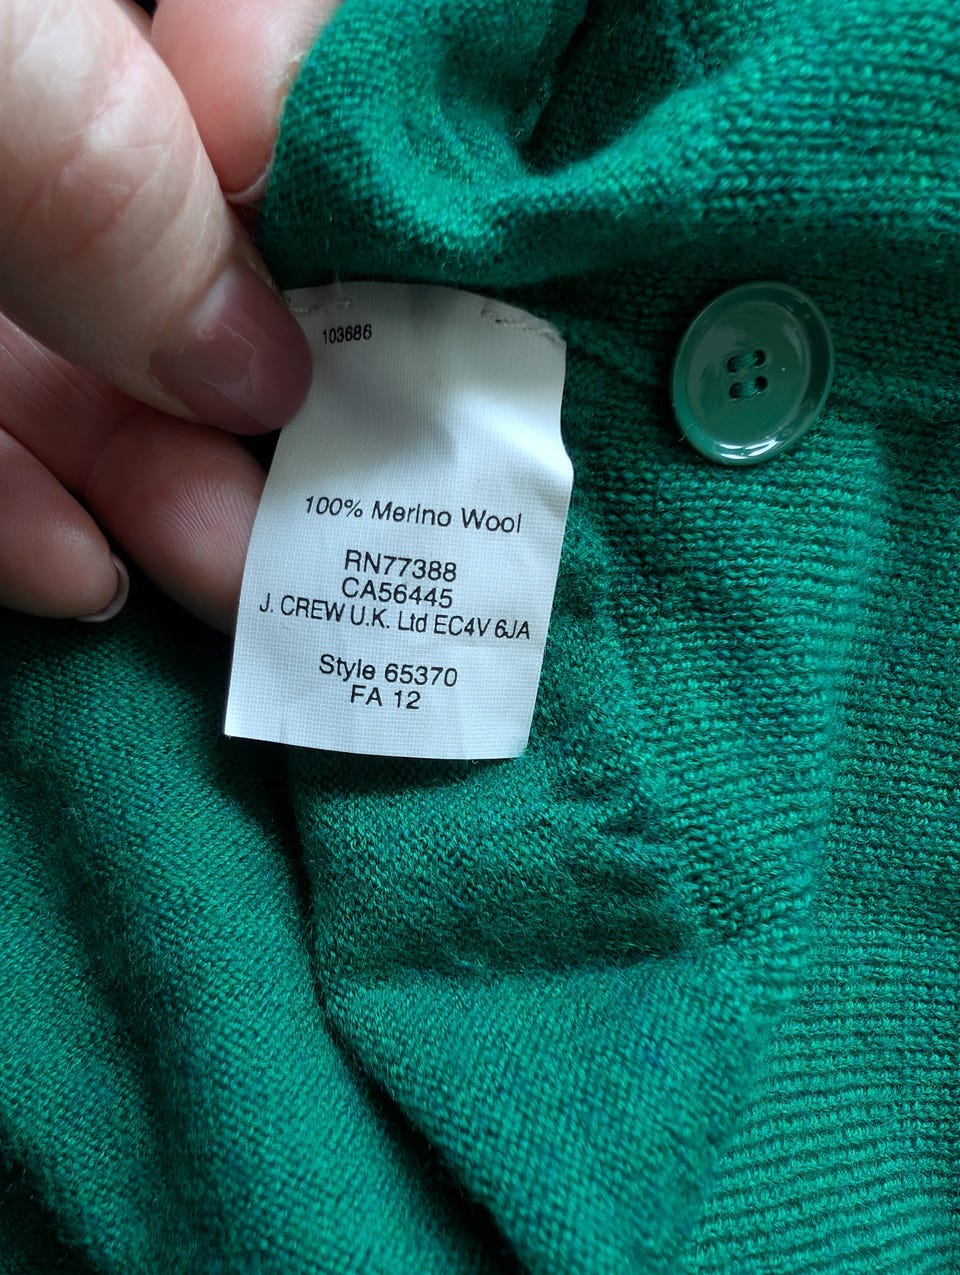 103686
100% Merino Wool
RN77388
CA56445
J. CREW U.K. Ltd EC4V 6JA
Style 65370
FA 12